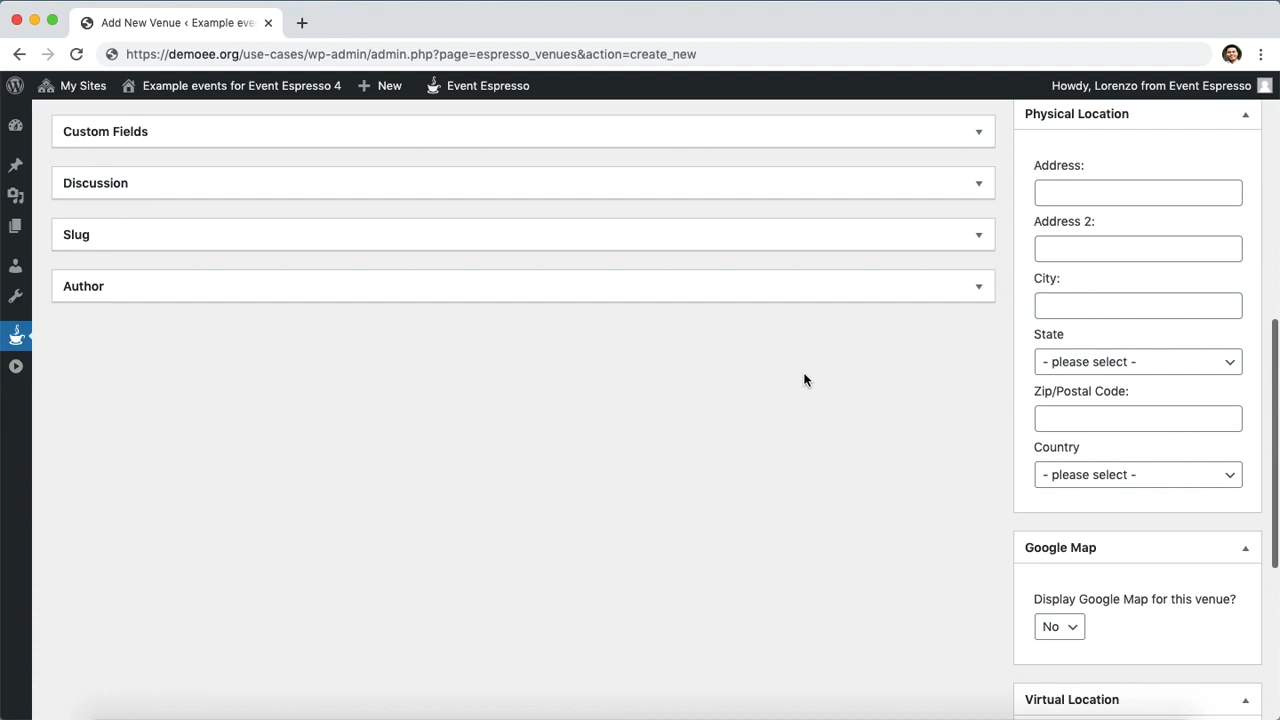 Add New Venue ‹ Example eve
https://demoee.org/use-cases/wp-admin/admin.php?page=espresso_venues&action=create_new
My Sites
Example events for Event Espresso 4
New
Event Espresso
Howdy, Lorenzo from Event Espresso
Custom Fields
Discussion
Slug
Author
Physical Location
Address:
Address 2:
City:
State
- please select -
Zip/Postal Code:
Country
- please select -
Google Map
Display Google Map for this venue?
No
Virtual Location